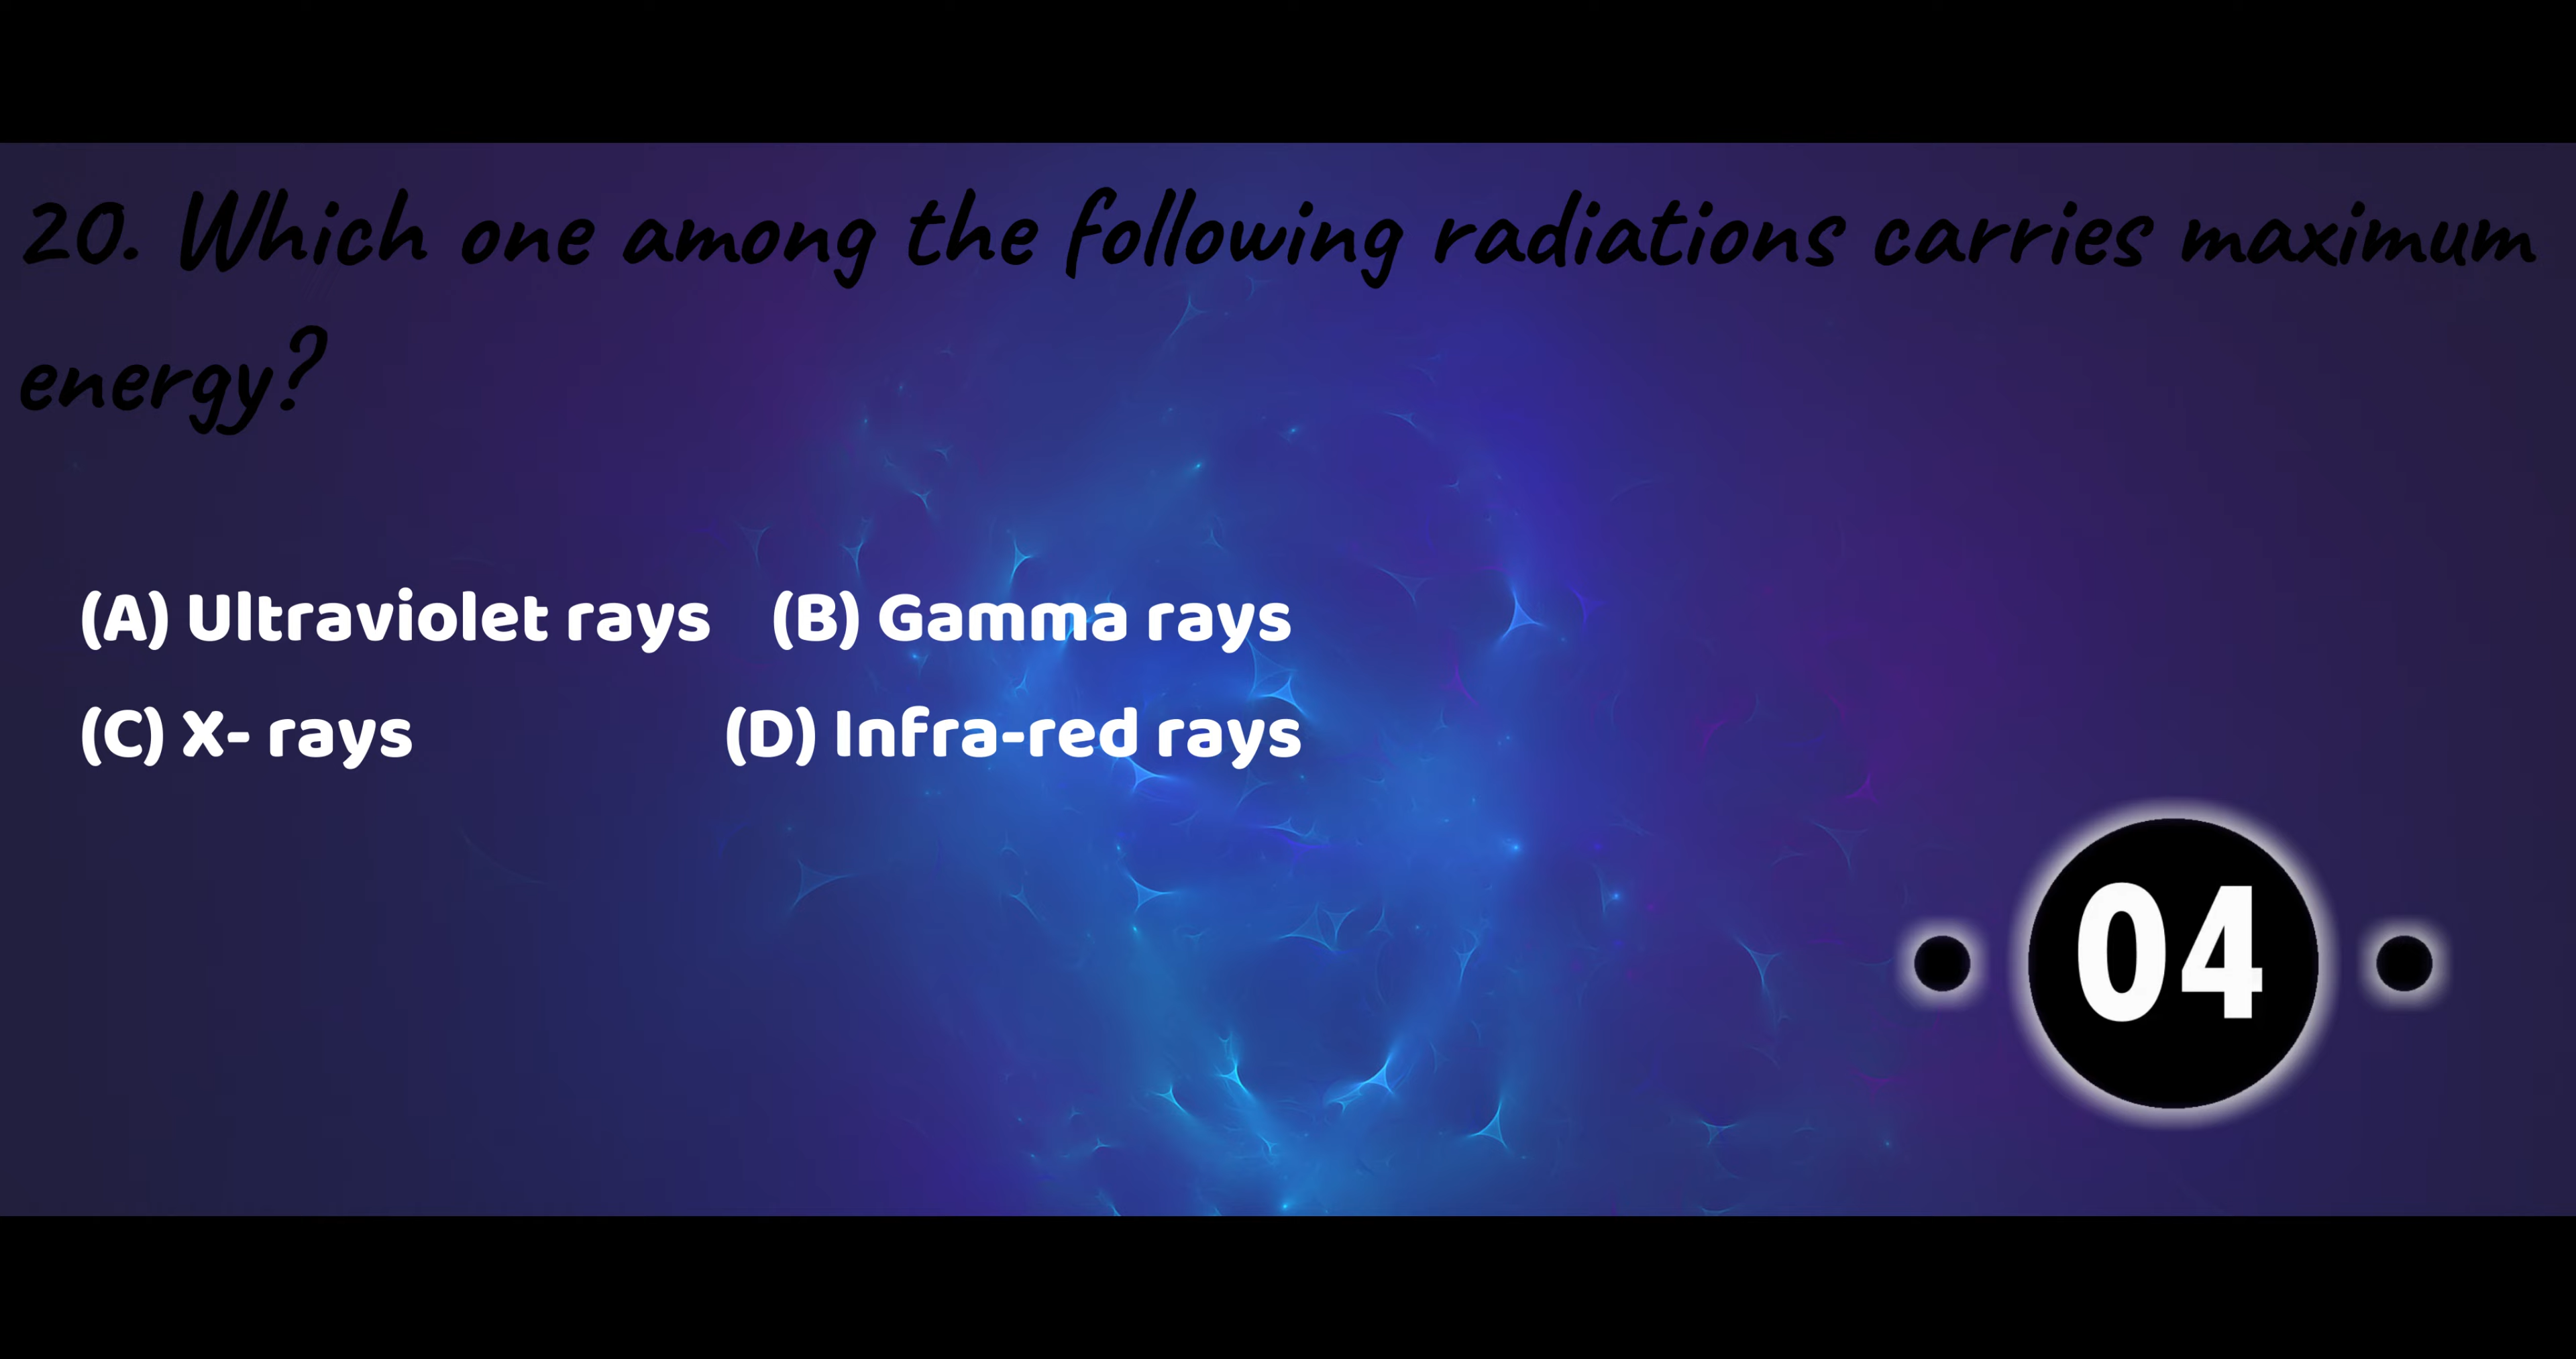 20. Which one among the following radiations carries maximum
energy?
(A) Ultraviolet rays (B) Gamma rays
(C) X- rays (D) Infra-red rays
04